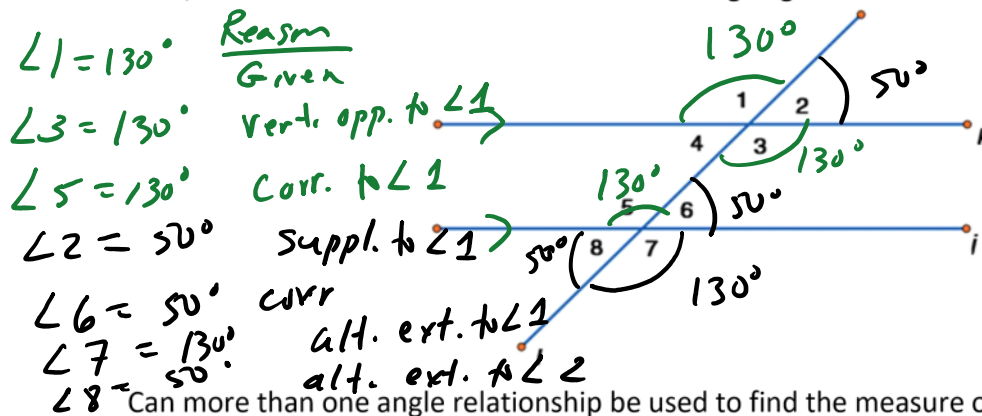 Reason
∠1 = 130° Given
∠3 = 130° vert. opp. to ∠1
∠5 = 130° Corr. to ∠1
∠2 = 50° suppl. to ∠1
∠6 = 50° corr
∠7 = 130° alt. ext. to ∠1
∠8 = 50° alt. ext. to ∠2
130°
50°
1 2
4 3
130°
130°
5 6 50°
50° 8 7
i
130°
Can more than one angle relationship be used to find the measure o